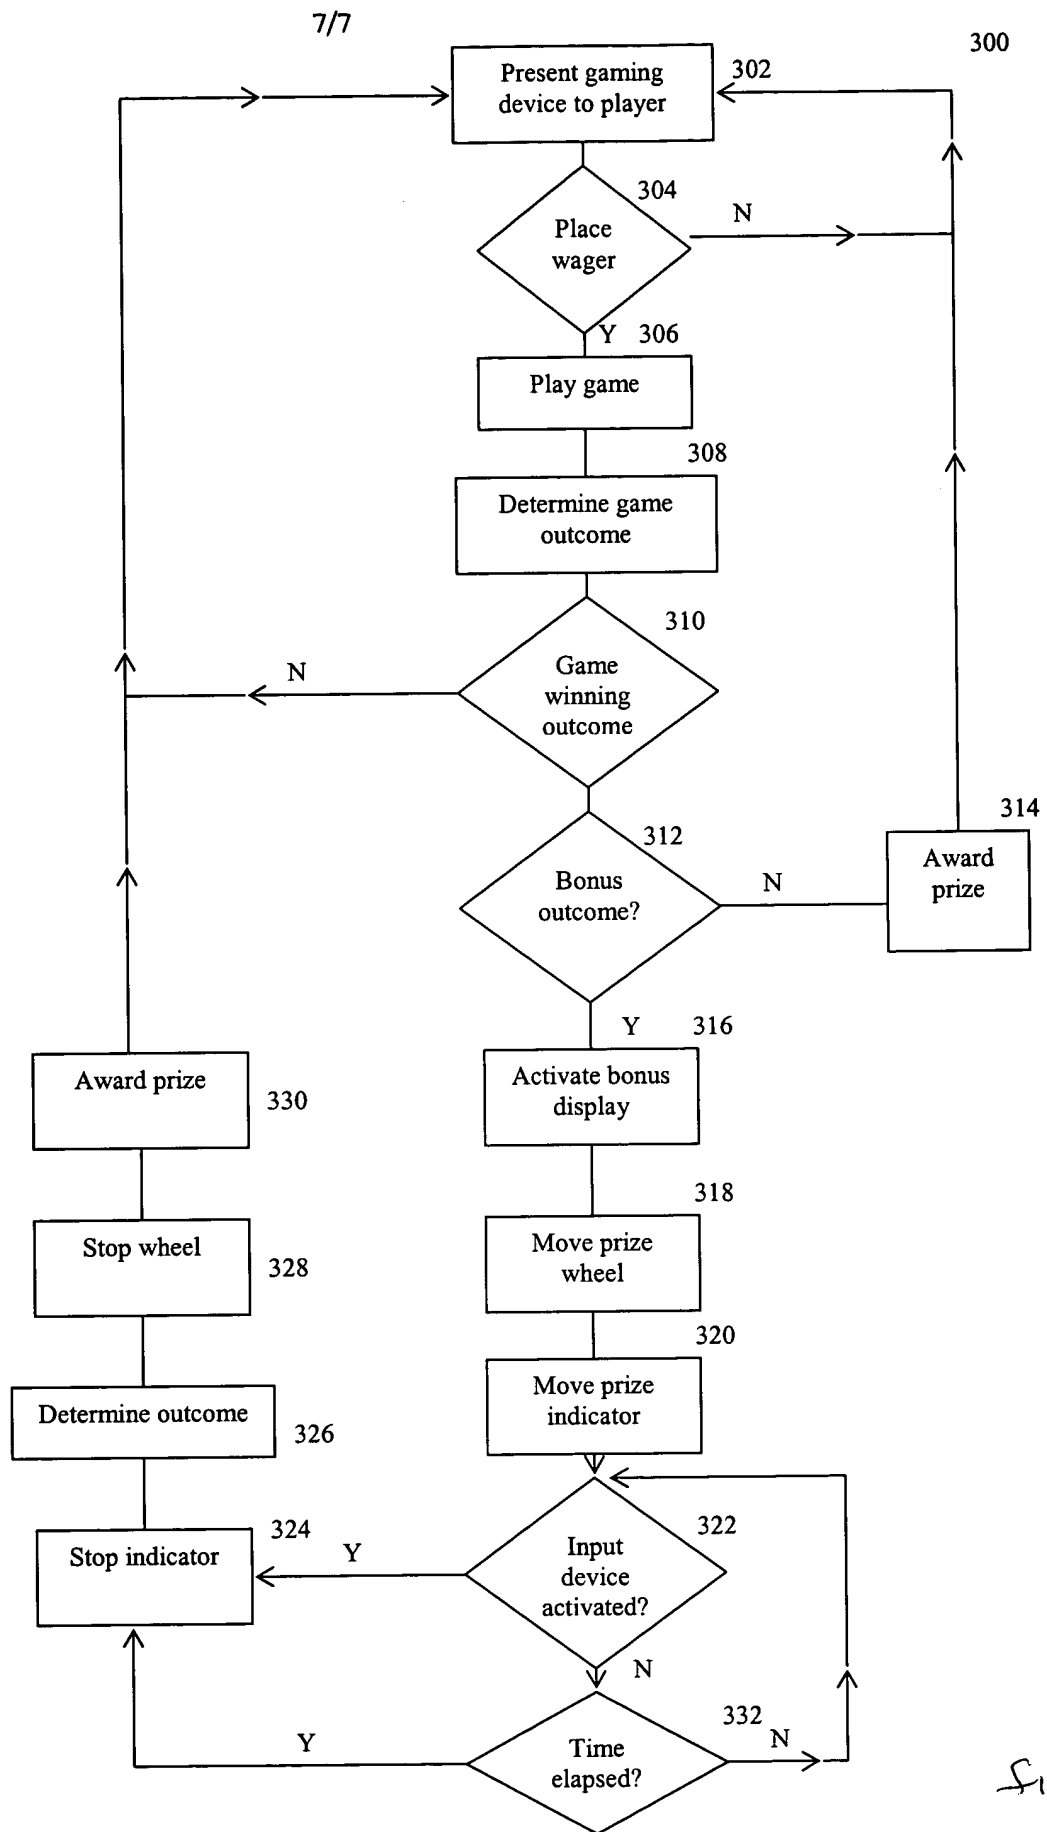 7/7
300
Present gaming
device to player
302
304
Place
wager
N
Y
306
Play game
308
Determine game
outcome
310
Game
winning
outcome
N
312
Bonus
outcome?
N
314
Award
prize
Y
316
Activate bonus
display
Award prize
330
318
Move prize
wheel
Stop wheel
328
320
Move prize
indicator
Determine outcome
326
324
Stop indicator
Y
322
Input
device
activated?
N
332
Time
elapsed?
Y
N